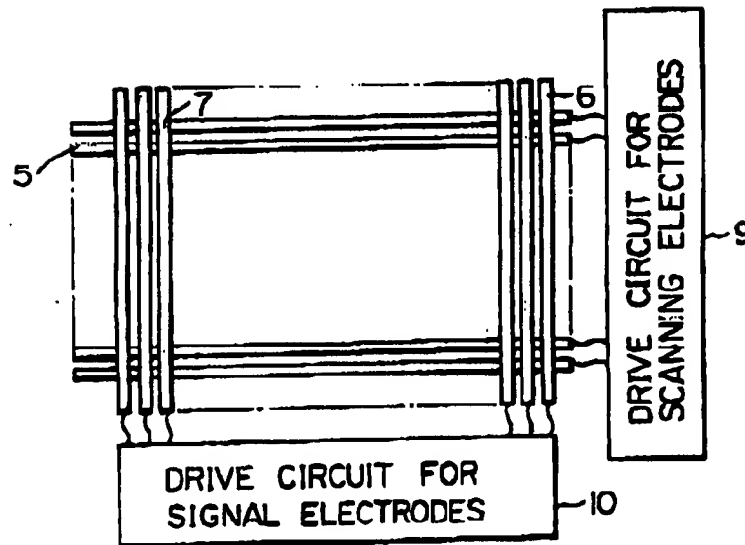 7
6
5
DRIVE CIRCUIT FOR
SCANNING ELECTRODES
9
DRIVE CIRCUIT FOR
SIGNAL ELECTRODES
10